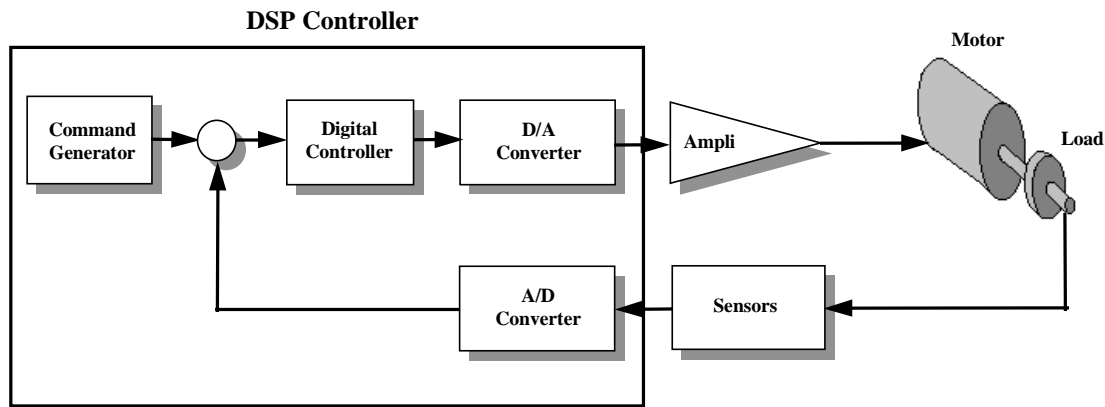 DSP Controller
Motor
Command
Generator
Digital
Controller
D/A
Converter
Ampli
Load
A/D
Converter
Sensors